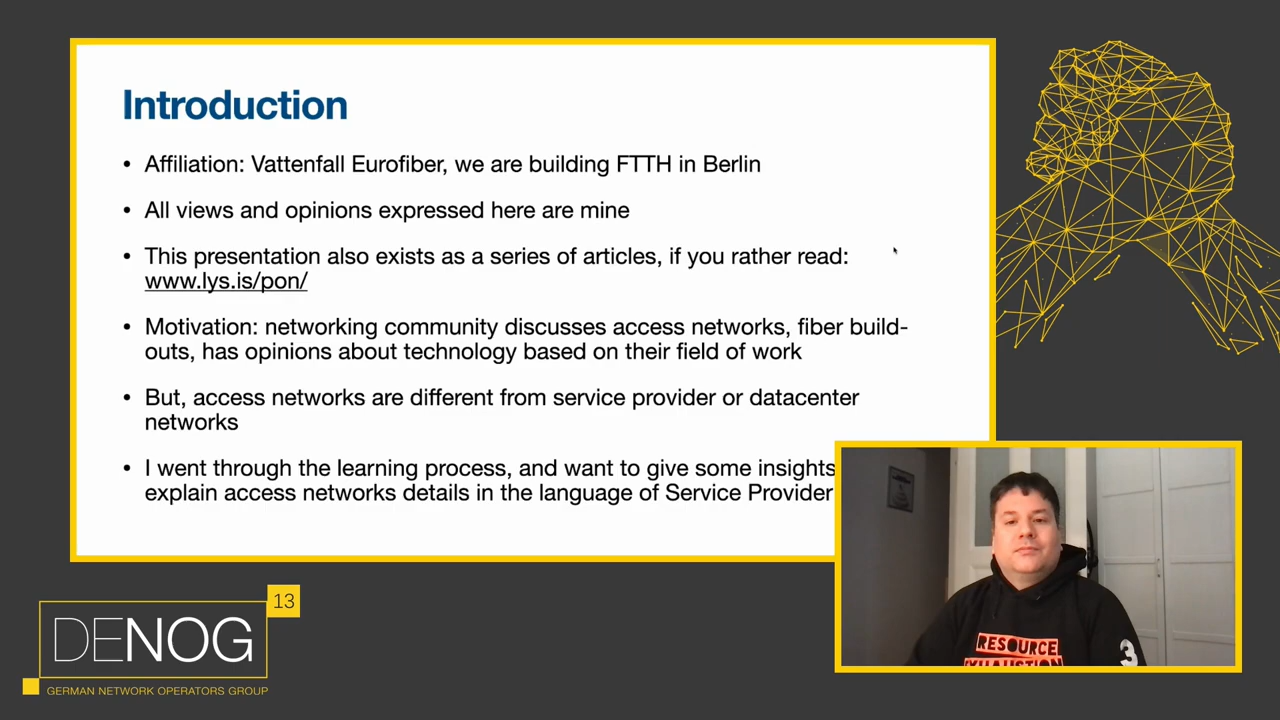 Introduction
• Affiliation: Vattenfall Eurofiber, we are building FTTH in Berlin
• All views and opinions expressed here are mine
• This presentation also exists as a series of articles, if you rather read:
www.lys.is/pon/
• Motivation: networking community discusses access networks, fiber build-
outs, has opinions about technology based on their field of work
• But, access networks are different from service provider or datacenter
networks
• I went through the learning process, and want to give some insights
explain access networks details in the language of Service Provider
RESOURCE
EXHAUSTION
3
13
DENOG
GERMAN NETWORK OPERATORS GROUP